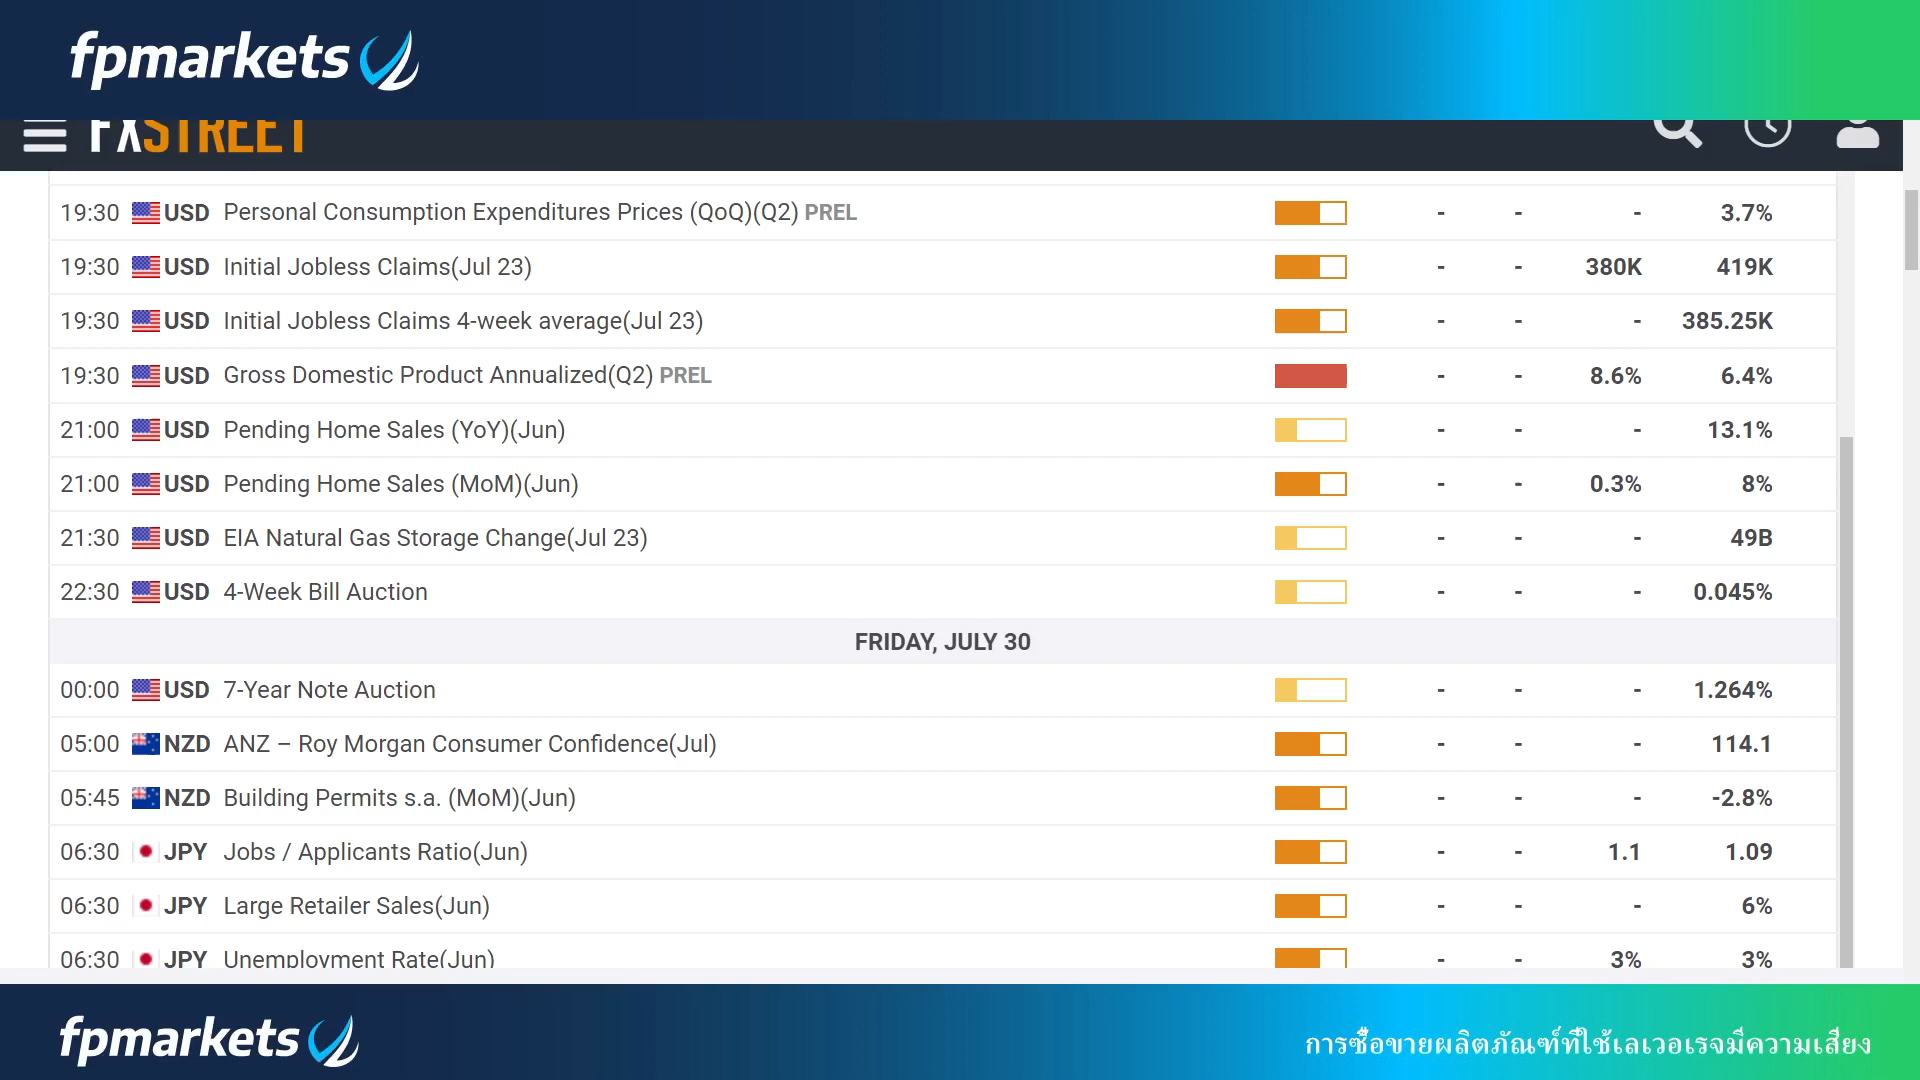 fpmarkets
FXSTREET
19:30 USD Personal Consumption Expenditures Prices (QoQ)(Q2) PREL - - - 3.7%
19:30 USD Initial Jobless Claims(Jul 23) - - 380K 419K
19:30 USD Initial Jobless Claims 4-week average(Jul 23) - - - 385.25K
19:30 USD Gross Domestic Product Annualized(Q2) PREL - - 8.6% 6.4%
21:00 USD Pending Home Sales (YoY)(Jun) - - - 13.1%
21:00 USD Pending Home Sales (MoM)(Jun) - - 0.3% 8%
21:30 USD EIA Natural Gas Storage Change(Jul 23) - - - 49B
22:30 USD 4-Week Bill Auction - - - 0.045%
FRIDAY, JULY 30
00:00 USD 7-Year Note Auction - - - 1.264%
05:00 NZD ANZ – Roy Morgan Consumer Confidence(Jul) - - - 114.1
05:45 NZD Building Permits s.a. (MoM)(Jun) - - - -2.8%
06:30 JPY Jobs / Applicants Ratio(Jun) - - 1.1 1.09
06:30 JPY Large Retailer Sales(Jun) - - - 6%
06:30 JPY Unemployment Rate(Jun) - - 3% 3%
fpmarkets
การซื้อขายผลิตภัณฑ์ที่ใช้เลเวอเรจมีความเสี่ยง